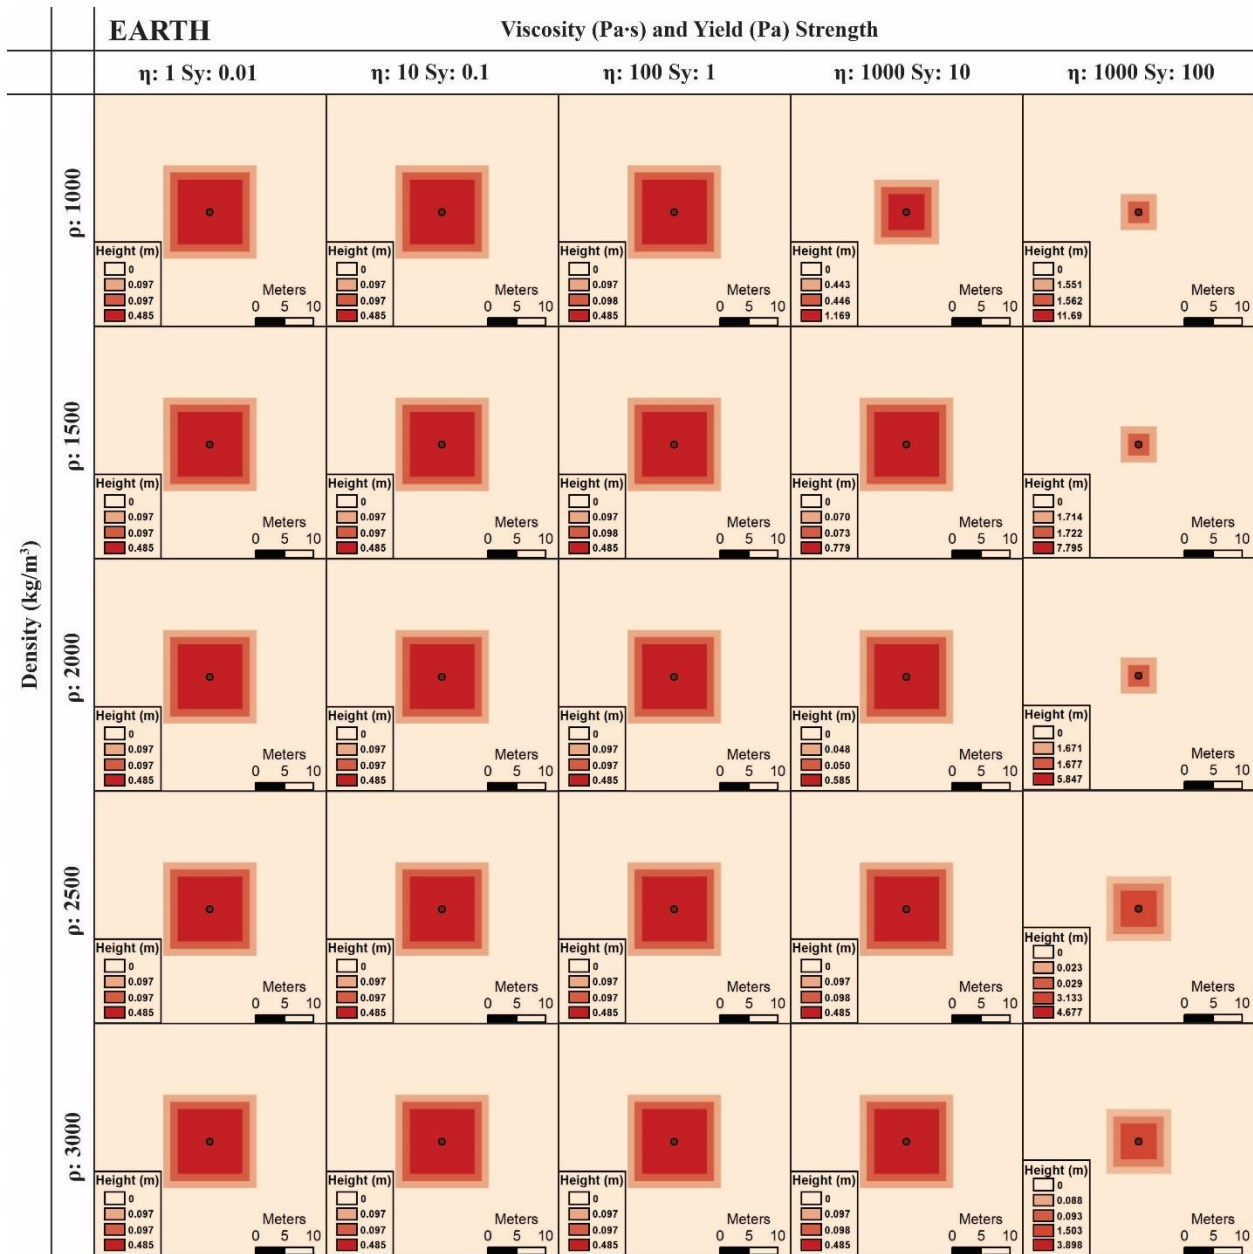 EARTH
Viscosity (Pa·s) and Yield (Pa) Strength
η: 1 Sy: 0.01
η: 10 Sy: 0.1
η: 100 Sy: 1
η: 1000 Sy: 10
η: 1000 Sy: 100
Density (kg/m³)
ρ: 1000
Height (m)
0
0.097
0.097
0.485
Meters
0 5 10
Height (m)
0
0.097
0.097
0.485
Meters
0 5 10
Height (m)
0
0.097
0.098
0.485
Meters
0 5 10
Height (m)
0
0.443
0.446
1.169
Meters
0 5 10
Height (m)
0
1.551
1.562
11.69
Meters
0 5 10
ρ: 1500
Height (m)
0
0.097
0.097
0.485
Meters
0 5 10
Height (m)
0
0.097
0.097
0.485
Meters
0 5 10
Height (m)
0
0.097
0.098
0.485
Meters
0 5 10
Height (m)
0
0.070
0.073
0.779
Meters
0 5 10
Height (m)
0
1.714
1.722
7.795
Meters
0 5 10
ρ: 2000
Height (m)
0
0.097
0.097
0.485
Meters
0 5 10
Height (m)
0
0.097
0.097
0.485
Meters
0 5 10
Height (m)
0
0.097
0.097
0.485
Meters
0 5 10
Height (m)
0
0.048
0.050
0.585
Meters
0 5 10
Height (m)
0
1.671
1.677
5.847
Meters
0 5 10
ρ: 2500
Height (m)
0
0.097
0.097
0.485
Meters
0 5 10
Height (m)
0
0.097
0.097
0.485
Meters
0 5 10
Height (m)
0
0.097
0.097
0.485
Meters
0 5 10
Height (m)
0
0.097
0.098
0.485
Meters
0 5 10
Height (m)
0
0.023
0.029
3.133
4.677
Meters
0 5 10
ρ: 3000
Height (m)
0
0.097
0.097
0.485
Meters
0 5 10
Height (m)
0
0.097
0.097
0.485
Meters
0 5 10
Height (m)
0
0.097
0.097
0.485
Meters
0 5 10
Height (m)
0
0.097
0.098
0.485
Meters
0 5 10
Height (m)
0
0.088
0.093
1.503
3.898
Meters
0 5 10